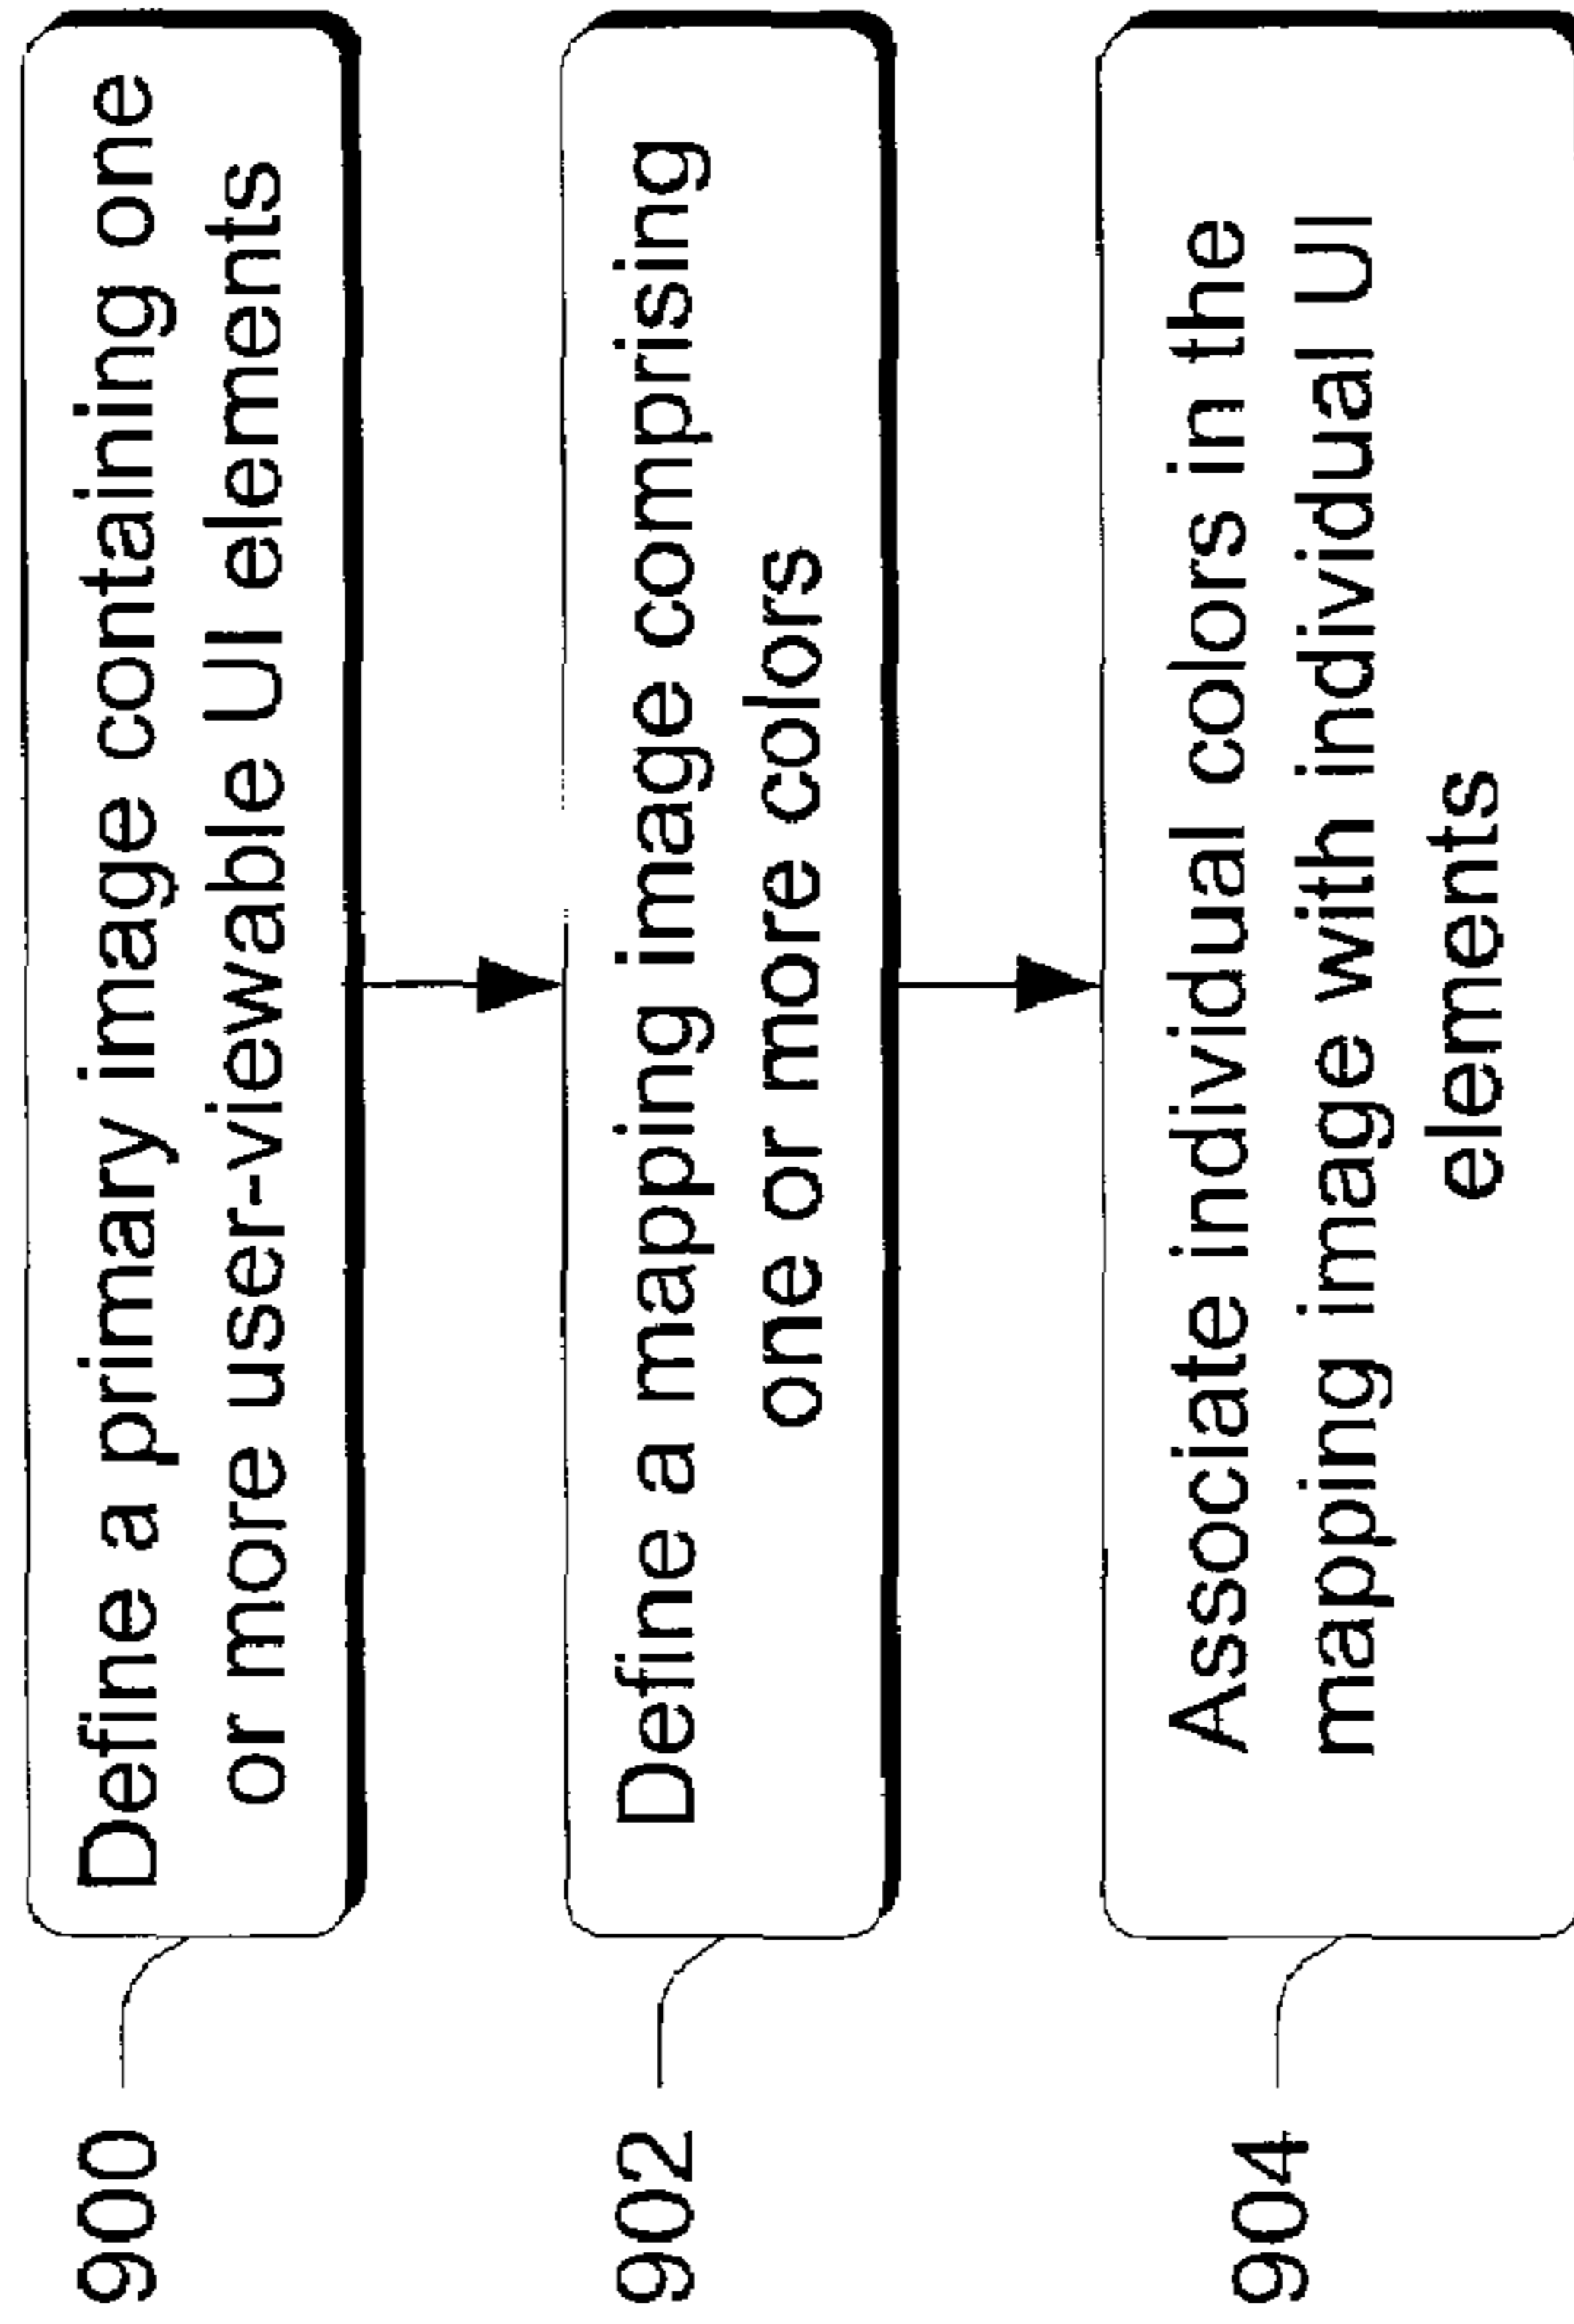 900
Define a primary image containing one
or more user-viewable UI elements
902
Define a mapping image comprising
one or more colors
904
Associate individual colors in the
mapping image with individual UI
elements